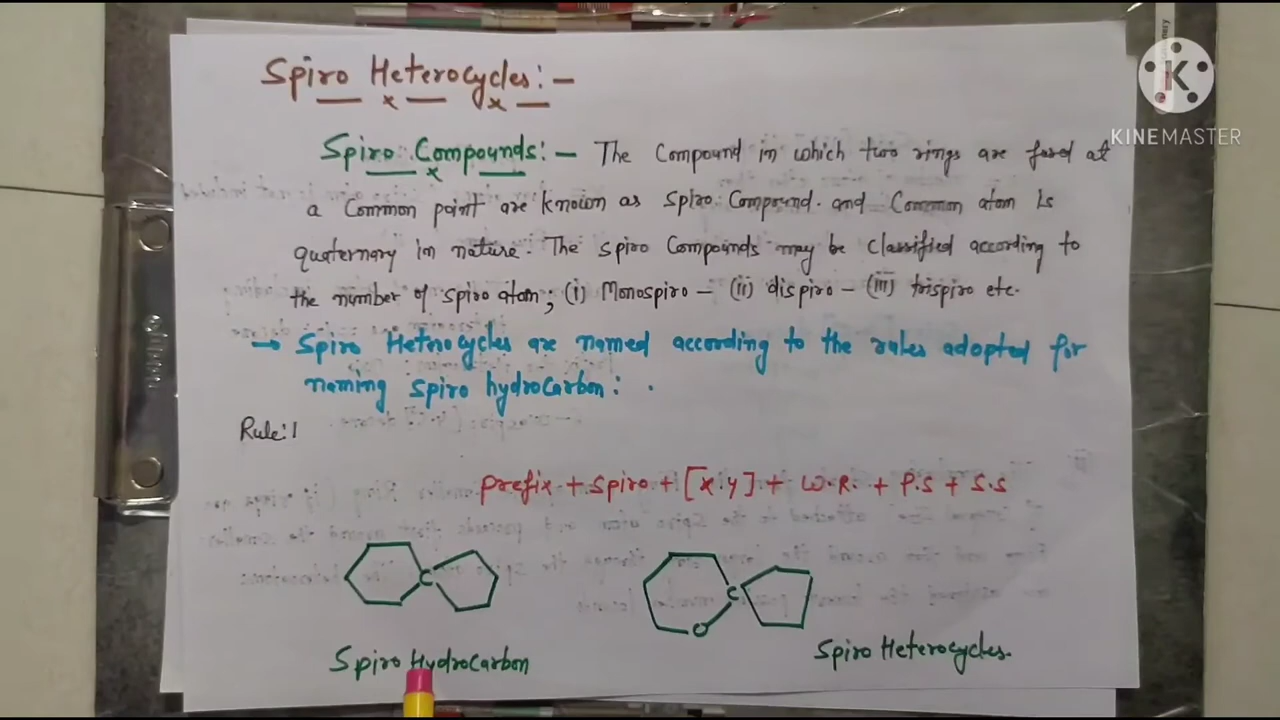 Spiro Heterocycles:-
Spiro Compounds:- The Compound in which two rings are fused at
a Common point are known as Spiro Compound. and Common atom is
quaternary in nature. The spiro Compounds may be classified according to
the number of spiro atom; (i) Monospiro - (ii) dispiro - (iii) trispiro etc.
→ Spiro Heterocycles are named according to the rules adopted for
naming spiro hydrocarbon:
Rule:1
prefix + spiro + [x.y] + W.R. + P.S + S.S
C
C
O
Spiro Hydrocarbon
Spiro Heterocycles.
KINEMASTER